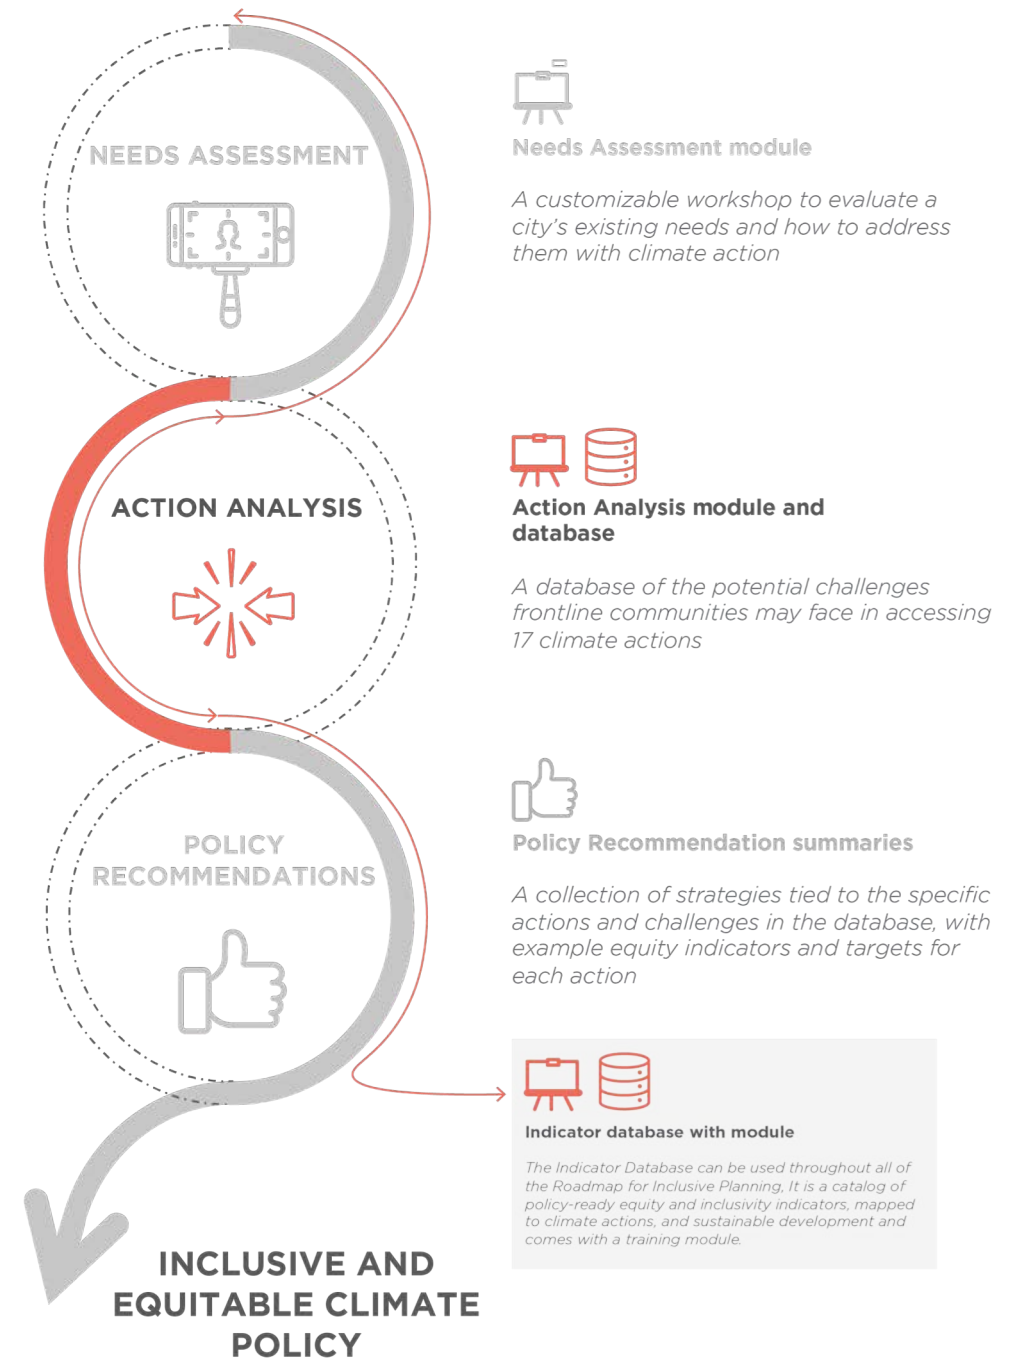 NEEDS ASSESSMENT
Needs Assessment module
A customizable workshop to evaluate a
city's existing needs and how to address
them with climate action
ACTION ANALYSIS
Action Analysis module and
database
A database of the potential challenges
frontline communities may face in accessing
17 climate actions
POLICY
RECOMMENDATIONS
Policy Recommendation summaries
A collection of strategies tied to the specific
actions and challenges in the database, with
example equity indicators and targets for
each action
Indicator database with module
The Indicator Database can be used throughout all of
the Roadmap for Inclusive Planning, It is a catalog of
policy-ready equity and inclusivity indicators, mapped
to climate actions, and sustainable development and
comes with a training module.
INCLUSIVE AND
EQUITABLE CLIMATE
POLICY